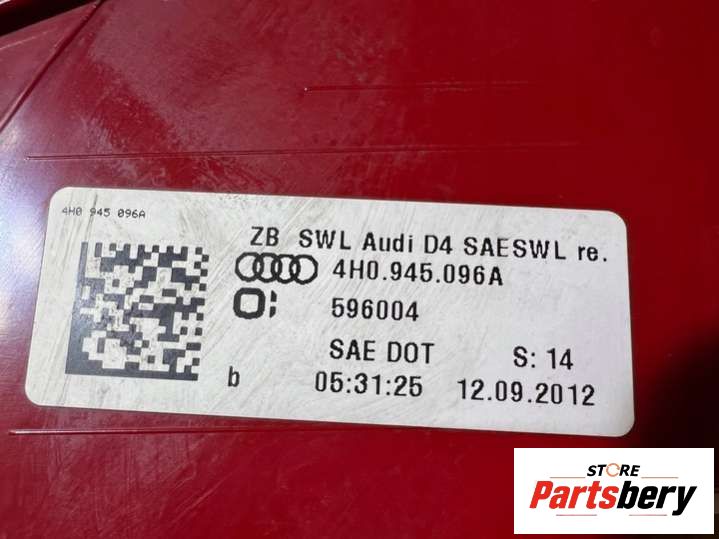 4H0 945 096A
ZB SWL Audi D4 SAESWL re.
4H0.945.096A
596004
SAE DOT S: 14
b 05:31:25 12.09.2012
STORE
Partsbery